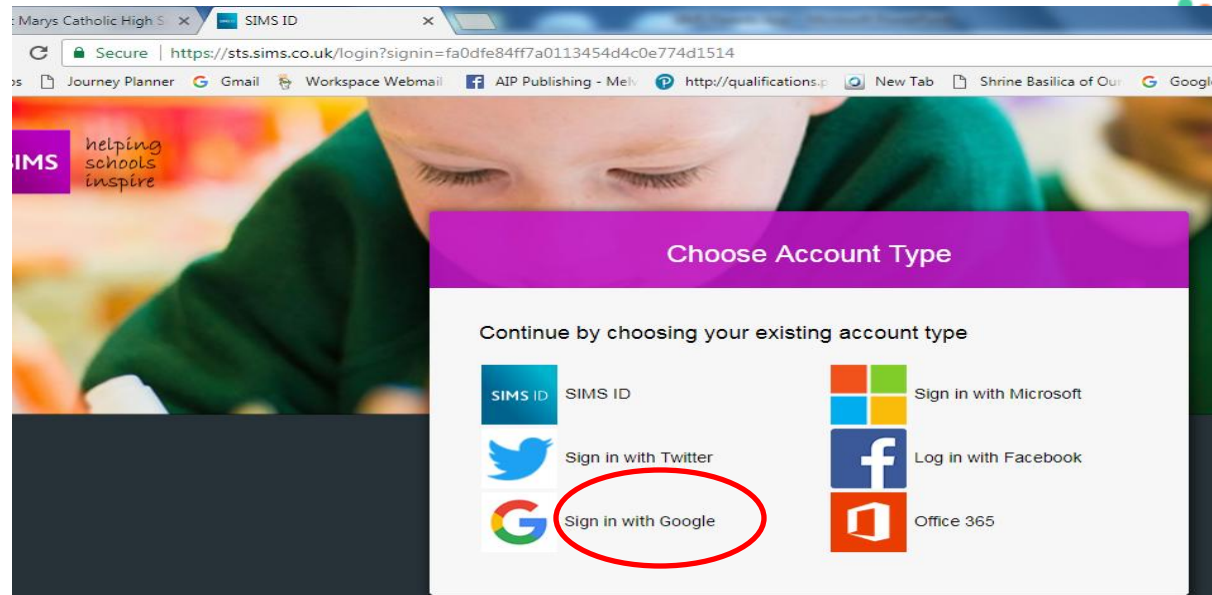 Marys Catholic High S
SIMS ID
Secure | https://sts.sims.co.uk/login?signin=fa0dfe84ff7a0113454d4c0e774d1514
Journey Planner Gmail Workspace Webmail AIP Publishing - Melv http://qualifications.p New Tab Shrine Basilica of Our Google
SIMS
helping
schools
inspire
Choose Account Type
Continue by choosing your existing account type
SIMS ID SIMS ID Sign in with Microsoft
Sign in with Twitter Log in with Facebook
Sign in with Google Office 365